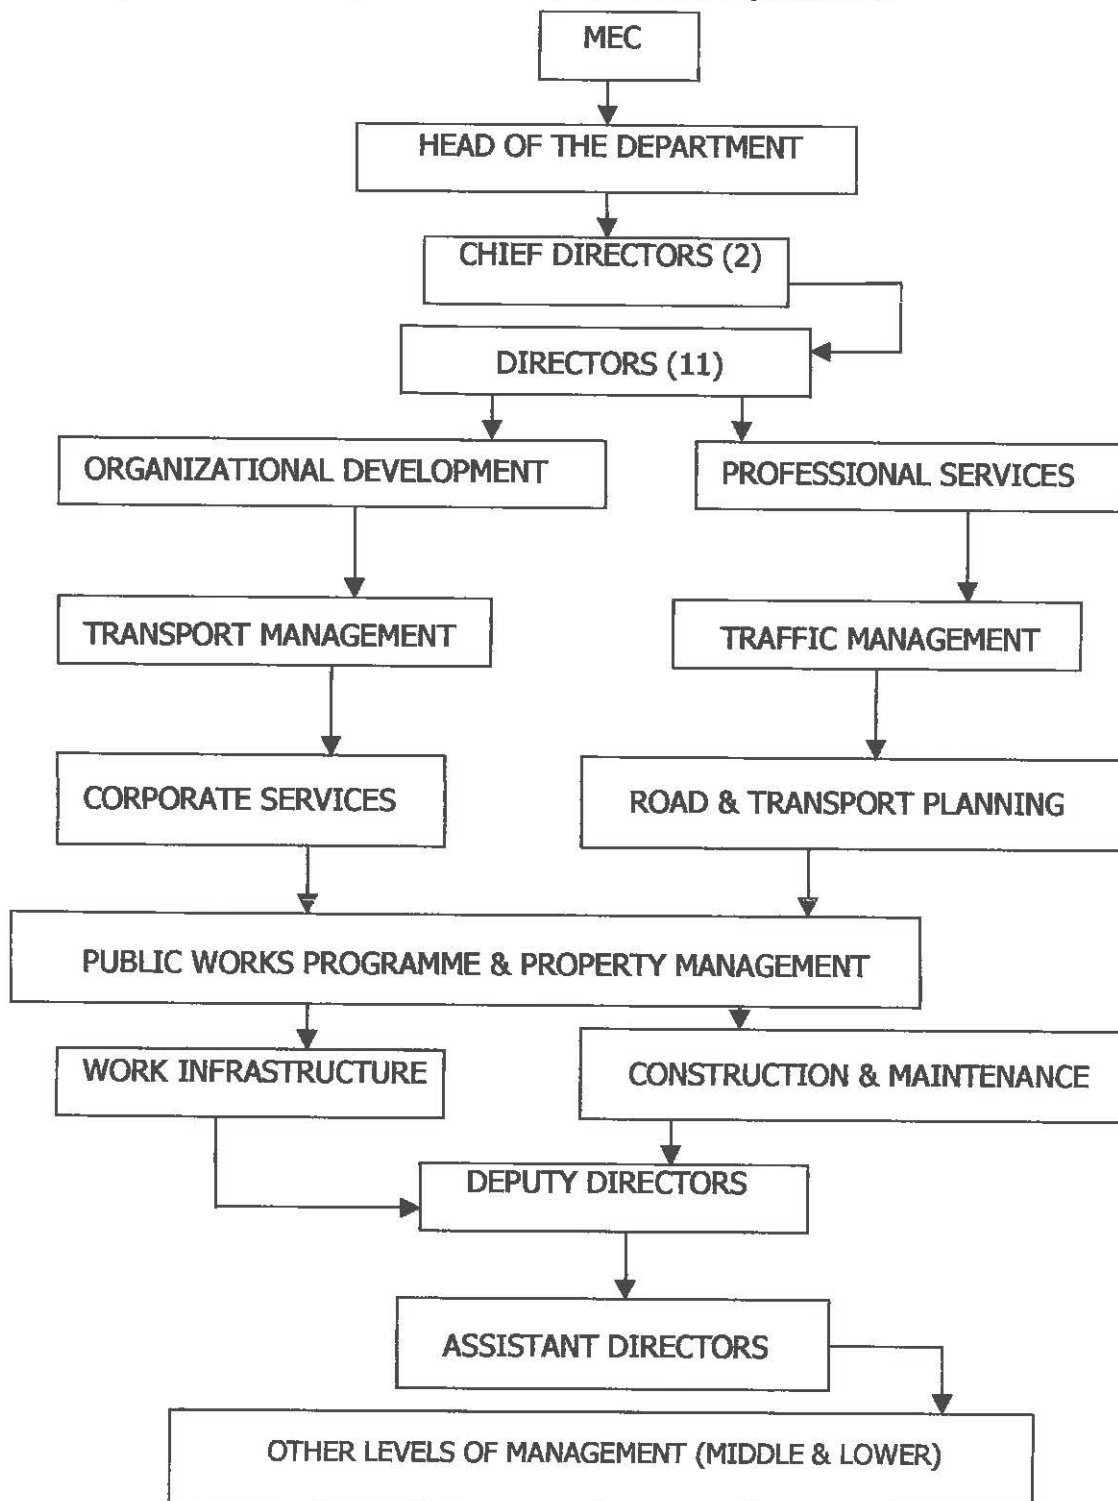 MEC
HEAD OF THE DEPARTMENT
CHIEF DIRECTORS (2)
DIRECTORS (11)
ORGANIZATIONAL DEVELOPMENT
PROFESSIONAL SERVICES
TRANSPORT MANAGEMENT
TRAFFIC MANAGEMENT
CORPORATE SERVICES
ROAD & TRANSPORT PLANNING
PUBLIC WORKS PROGRAMME & PROPERTY MANAGEMENT
WORK INFRASTRUCTURE
CONSTRUCTION & MAINTENANCE
DEPUTY DIRECTORS
ASSISTANT DIRECTORS
OTHER LEVELS OF MANAGEMENT (MIDDLE & LOWER)